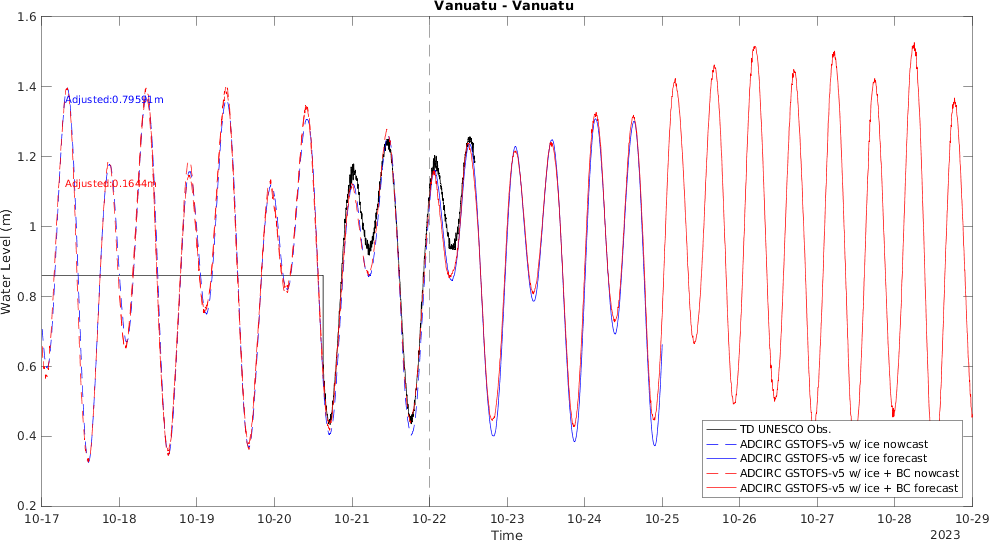 Vanuatu - Vanuatu
Water Level (m)
1.6
1.4
1.2
1
0.8
0.6
0.4
0.2
Adjusted:0.79591m
Adjusted:0.1644m
TD UNESCO Obs.
ADCIRC GSTOFS-v5 w/ ice nowcast
ADCIRC GSTOFS-v5 w/ ice forecast
ADCIRC GSTOFS-v5 w/ ice + BC nowcast
ADCIRC GSTOFS-v5 w/ ice + BC forecast
10-17 10-18 10-19 10-20 10-21 10-22 10-23 10-24 10-25 10-26 10-27 10-28 10-29
Time
2023